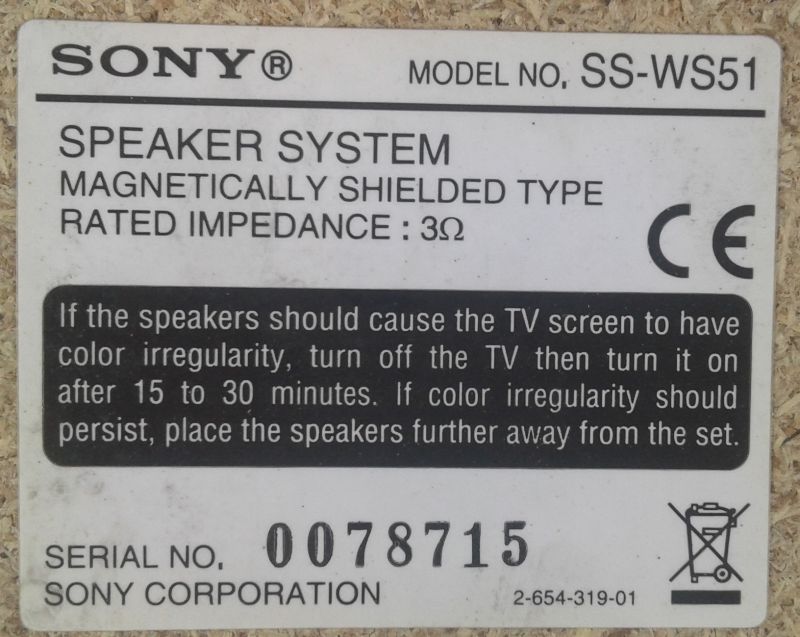 SONY® MODEL NO. SS-WS51
SPEAKER SYSTEM
MAGNETICALLY SHIELDED TYPE
RATED IMPEDANCE : 3Ω
CE
If the speakers should cause the TV screen to have
color irregularity, turn off the TV then turn it on
after 15 to 30 minutes. If color irregularity should
persist, place the speakers further away from the set.
SERIAL NO. 0078715
SONY CORPORATION 2-654-319-01